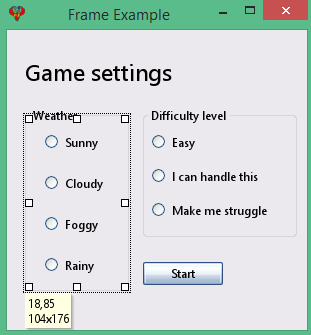 Frame Example
Game settings
Weather
Sunny
Cloudy
Foggy
Rainy
Difficulty level
Easy
I can handle this
Make me struggle
Start
18,85
104x176